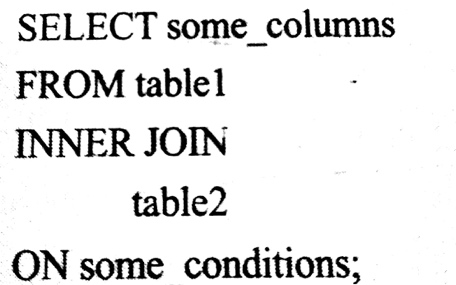 SELECT some_columns
FROM table1
INNER JOIN
table2
ON some conditions;